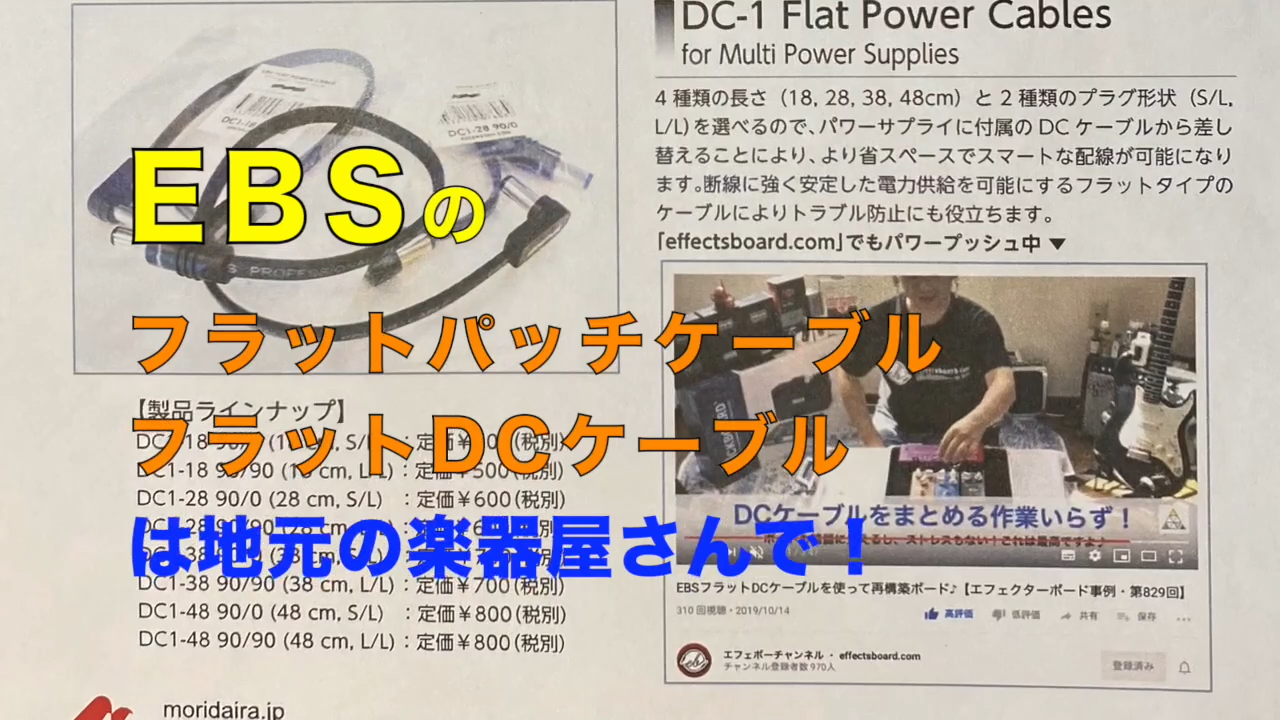 DC-1 Flat Power Cables
for Multi Power Supplies
4種類の長さ（18, 28, 38, 48cm）と2種類のプラグ形状（S/L,
L/L）を選べるので、パワーサプライに付属のDCケーブルから差し
替えることにより、より省スペースでスマートな配線が可能になり
ます。断線に強く安定した電力供給を可能にするフラットタイプの
ケーブルによりトラブル防止にも役立ちます。
「effectsboard.com」でもパワープッシュ中▼
DC1-18
DC1-28 90/0
PROFESSIONAL
EBSの
フラットパッチケーブル
フラットDCケーブル
は地元の楽器屋さんで！
【製品ラインナップ】
DC1-18 90/90 (18 cm, L/L)：定価￥500(税別)
DC1-28 90/0 (28 cm, S/L)：定価￥600(税別)
DC1-38 90/90 (38 cm, L/L)：定価￥700(税別)
DC1-48 90/0 (48 cm, S/L)：定価￥800(税別)
DC1-48 90/90 (48 cm, L/L)：定価￥800(税別)
moridaira.jp
DCケーブルをまとめる作業いらず！
EBSフラットDCケーブルを使って再構築ボード♪【エフェクターボード事例・第829回】
310 回視聴・2019/10/14
高評価 低評価 共有 保存
エフェボーチャンネル・effectsboard.com
チャンネル登録者数 970人
登録済み